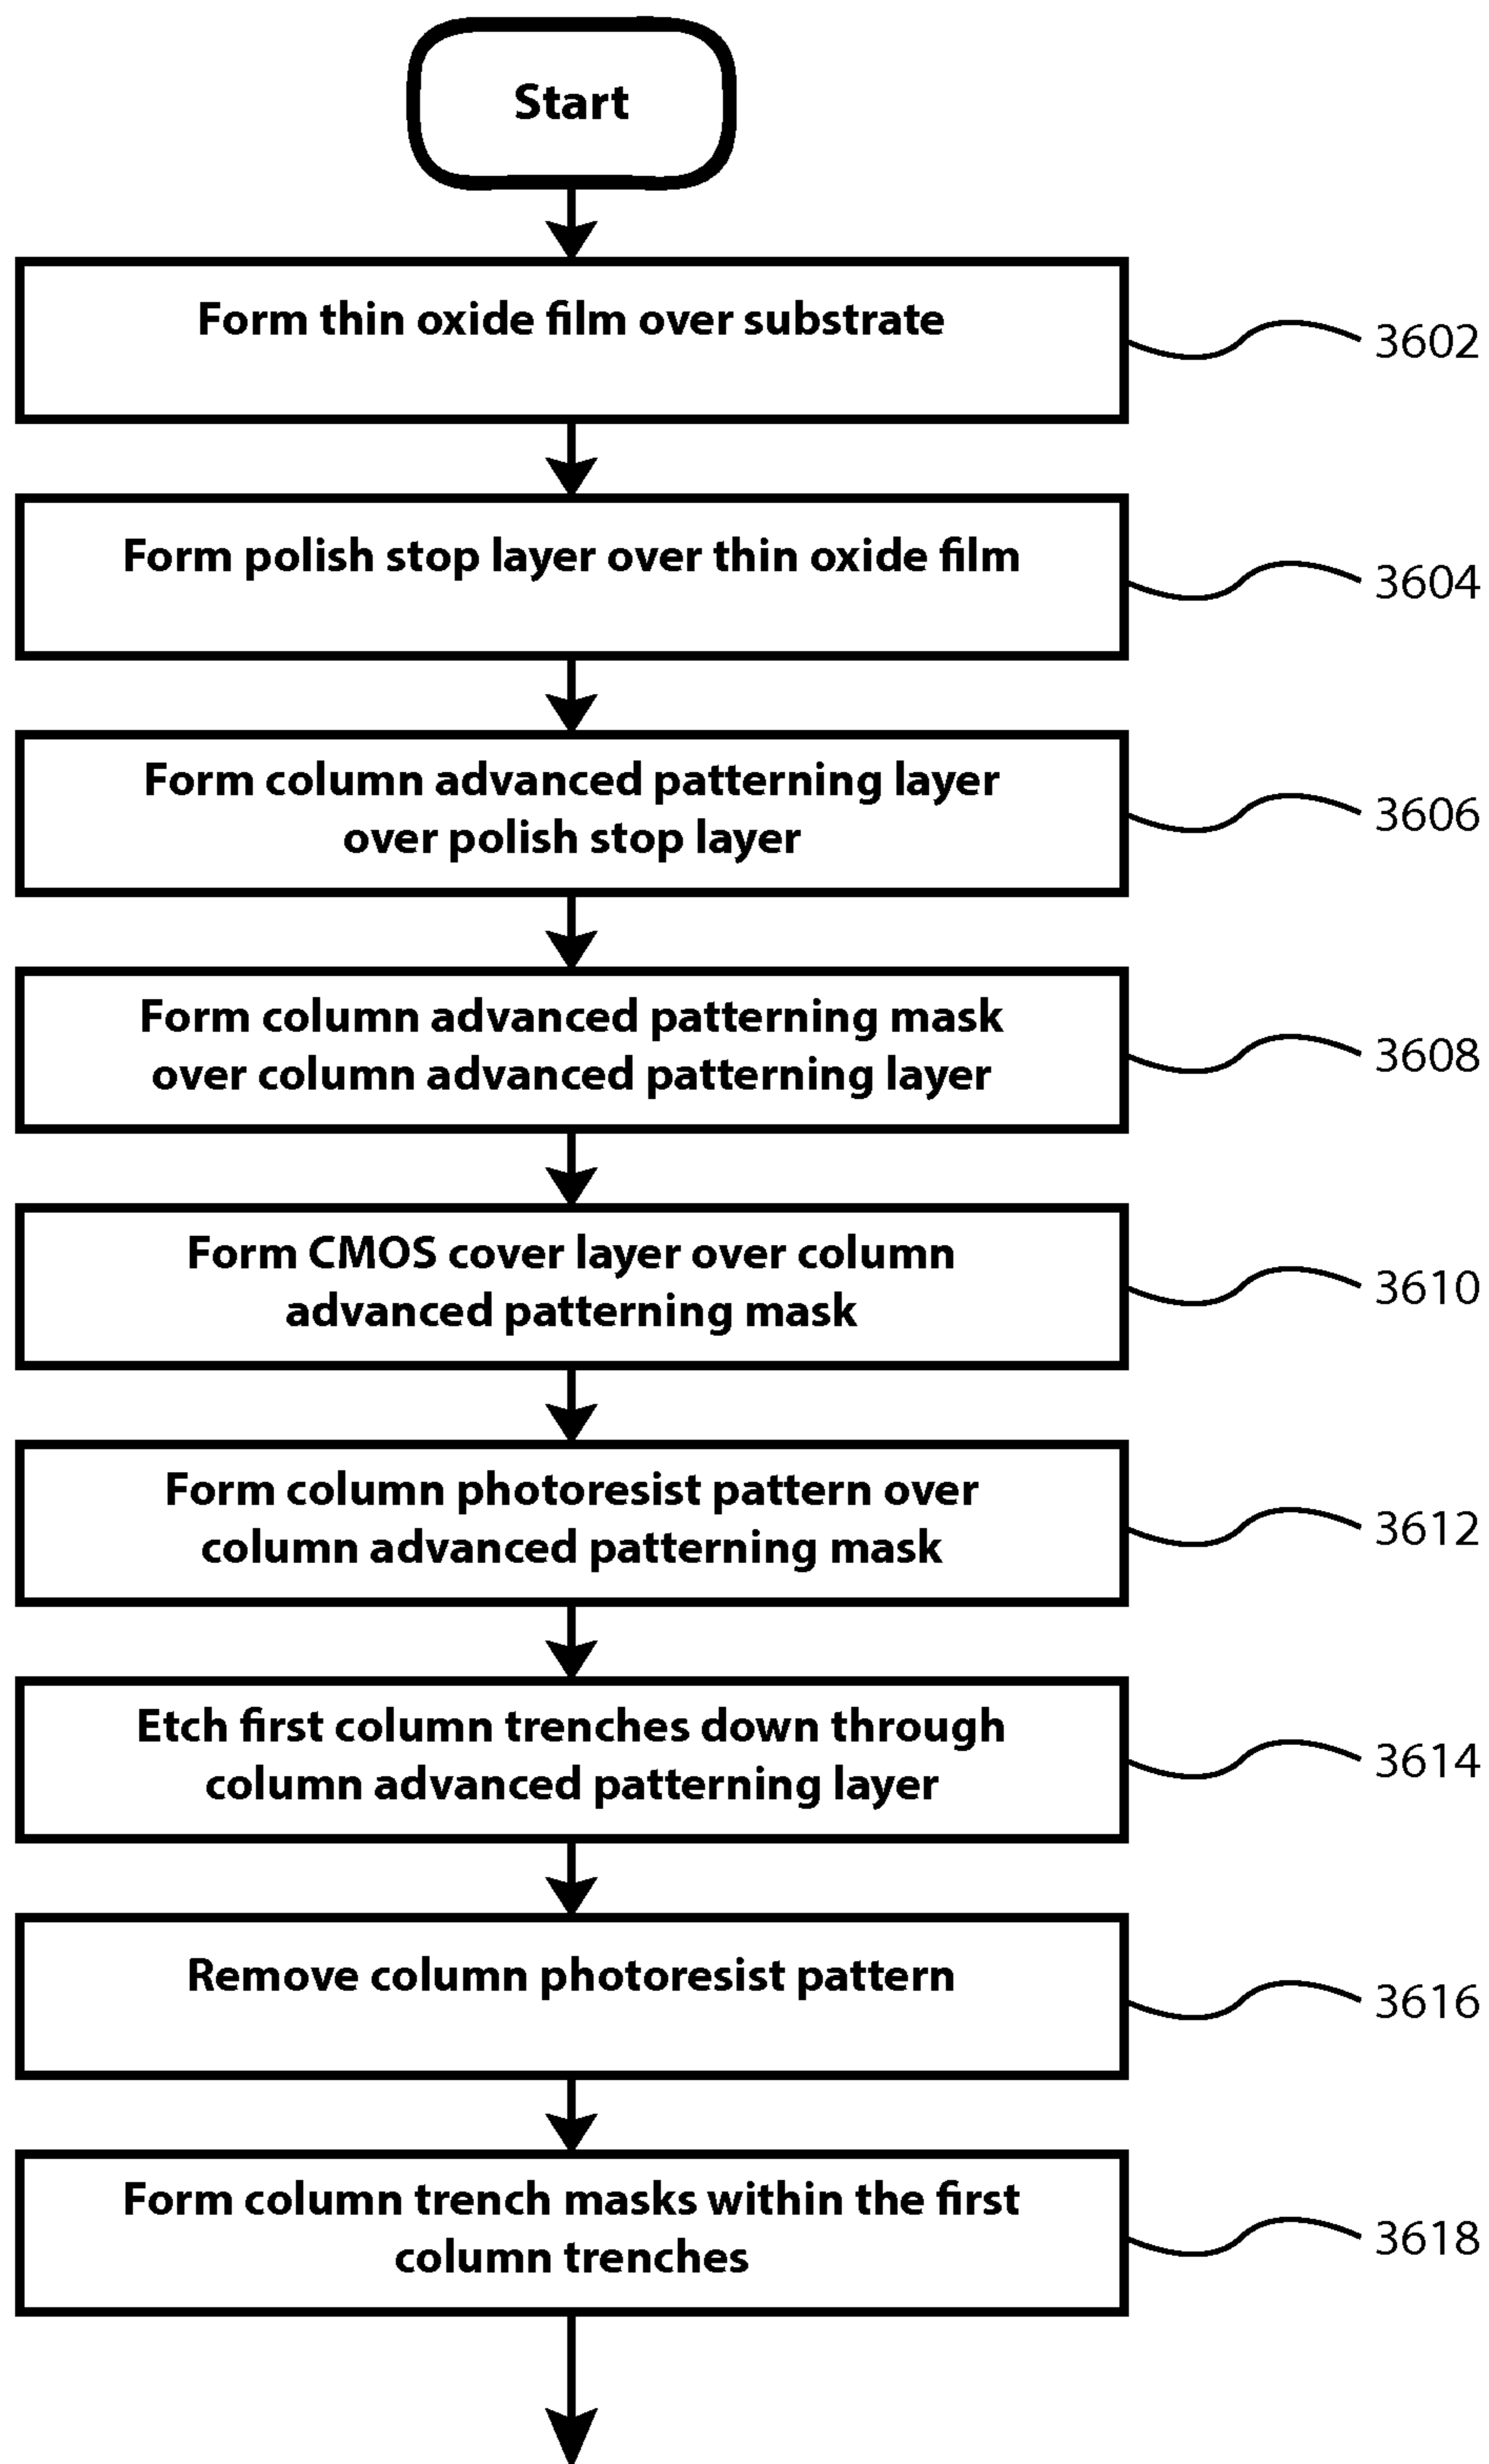 Start
Form thin oxide film over substrate
3602
Form polish stop layer over thin oxide film
3604
Form column advanced patterning layer
over polish stop layer
3606
Form column advanced patterning mask
over column advanced patterning layer
3608
Form CMOS cover layer over column
advanced patterning mask
3610
Form column photoresist pattern over
column advanced patterning mask
3612
Etch first column trenches down through
column advanced patterning layer
3614
Remove column photoresist pattern
3616
Form column trench masks within the first
column trenches
3618